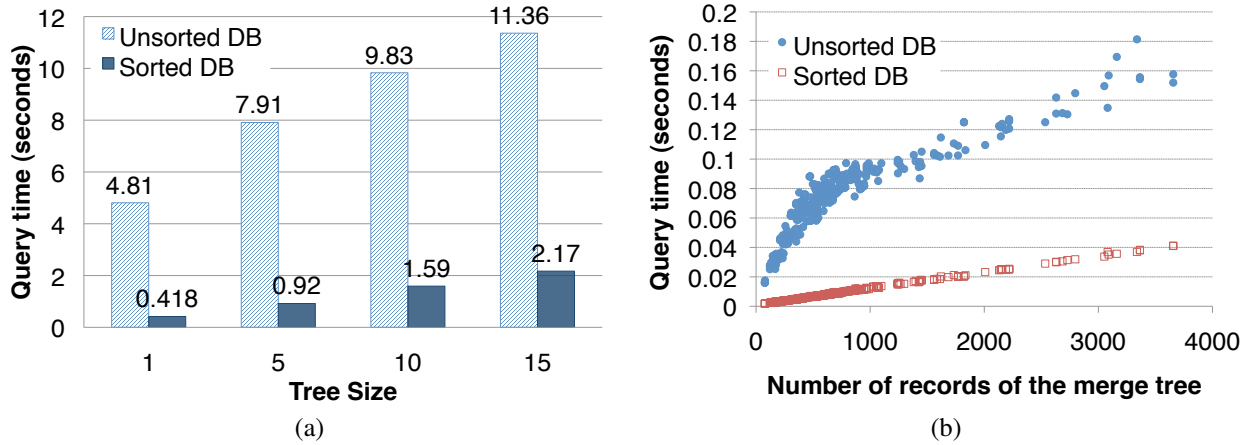 12
10
8
6
4
2
0
Query time (seconds)
Unsorted DB
Sorted DB
4.81
0.418
7.91
0.92
9.83
1.59
11.36
2.17
1 5 10 15
Tree Size
(a)
0.2
0.18
0.16
0.14
0.12
0.1
0.08
0.06
0.04
0.02
0
Query time (seconds)
Unsorted DB
Sorted DB
0 1000 2000 3000 4000
Number of records of the merge tree
(b)